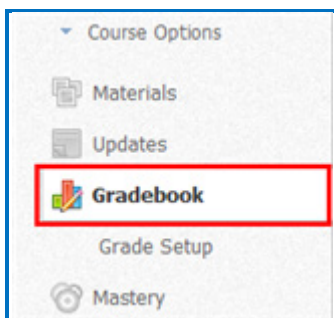 Course Options
Materials
Updates
Gradebook
Grade Setup
Mastery